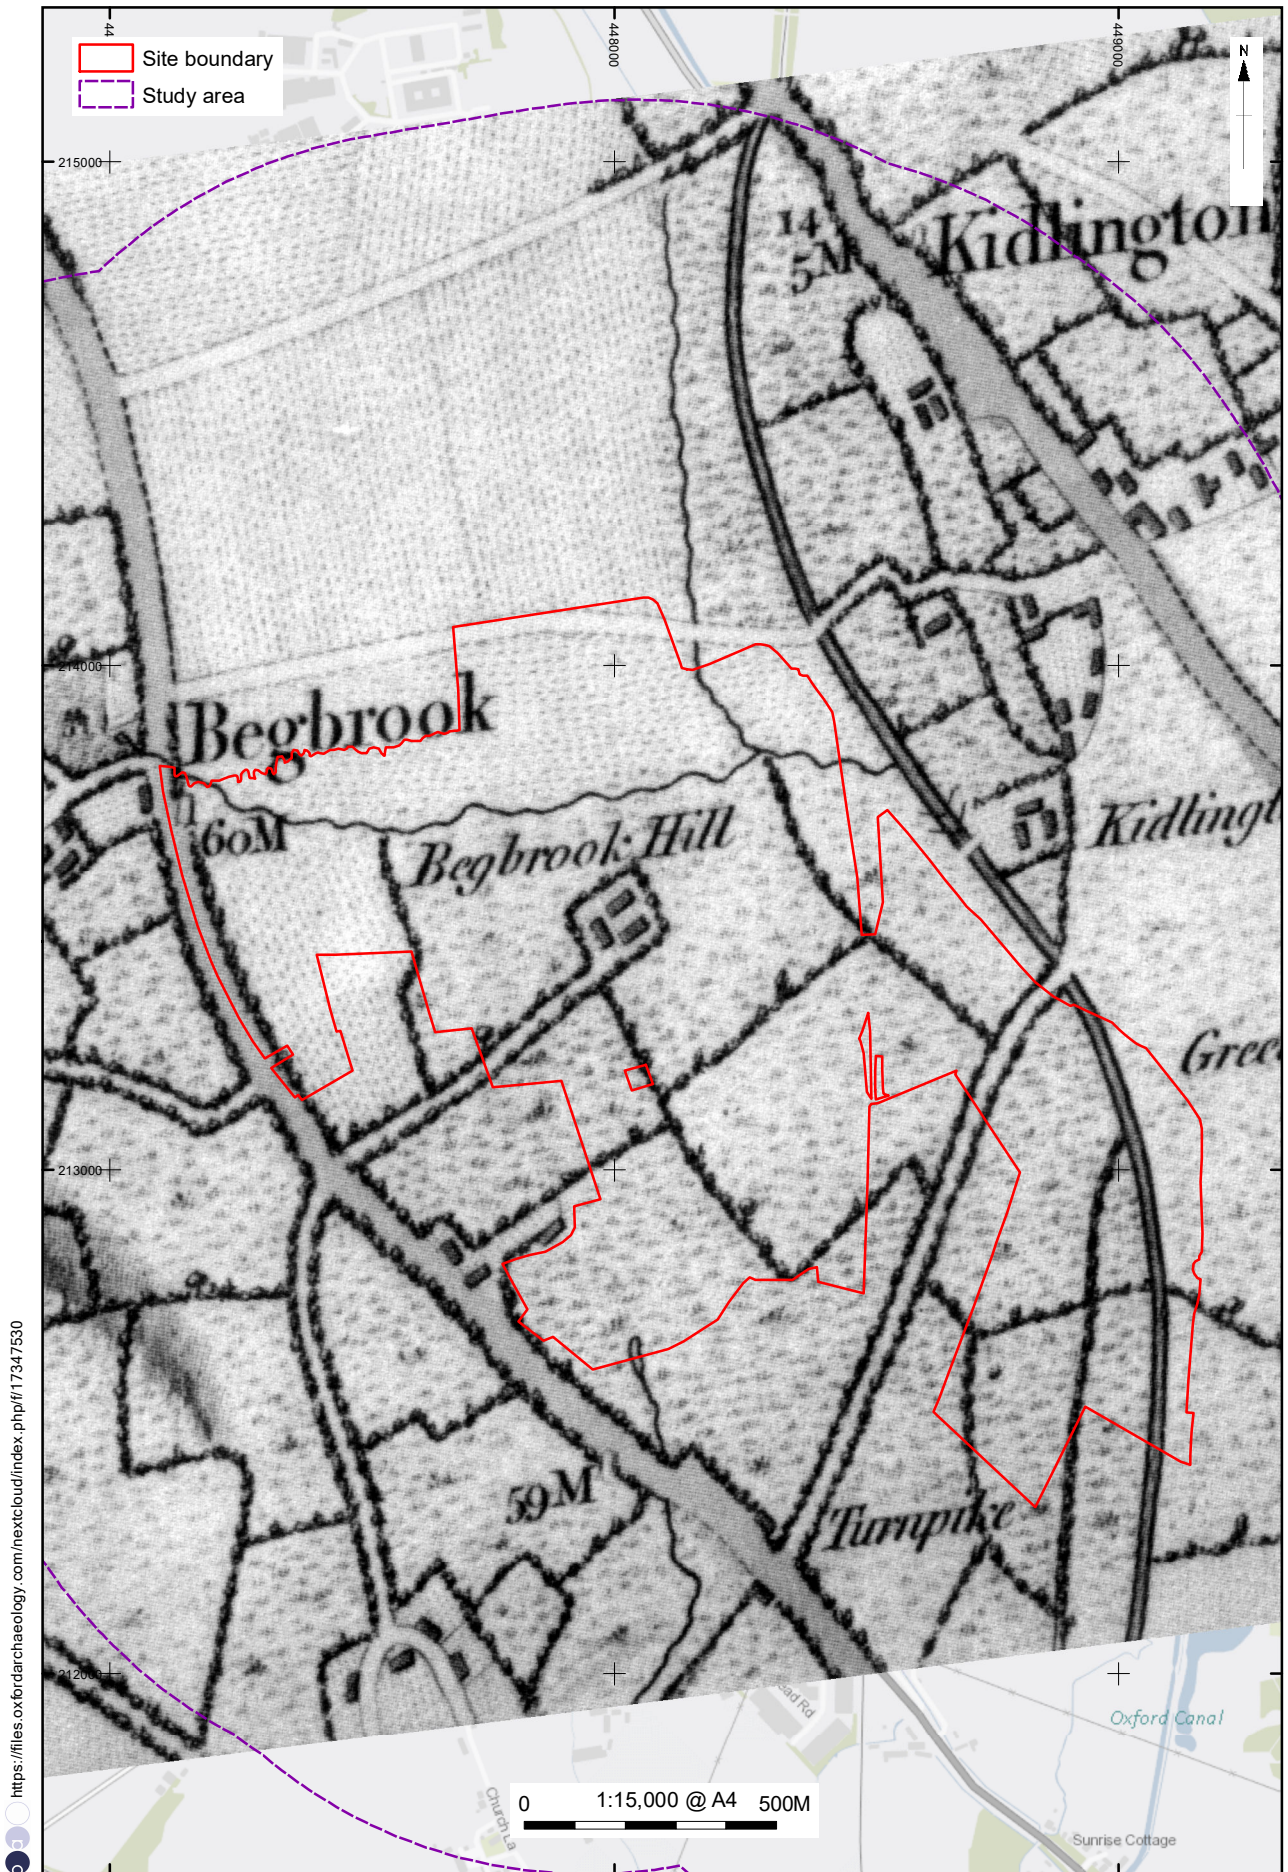 44
448000
449000
Site boundary
Study area
N
215000
14
5M
Kidlington
214000
Begbrook
60M
Begbrook Hill
Kidlingt
Gree
213000
59M
Turnpike
212000
ead Rd
Oxford Canal
Church La
Sunrise Cottage
0 1:15,000 @ A4 500M
https://files.oxfordarchaeology.com/nextcloud/index.php/f/17347530